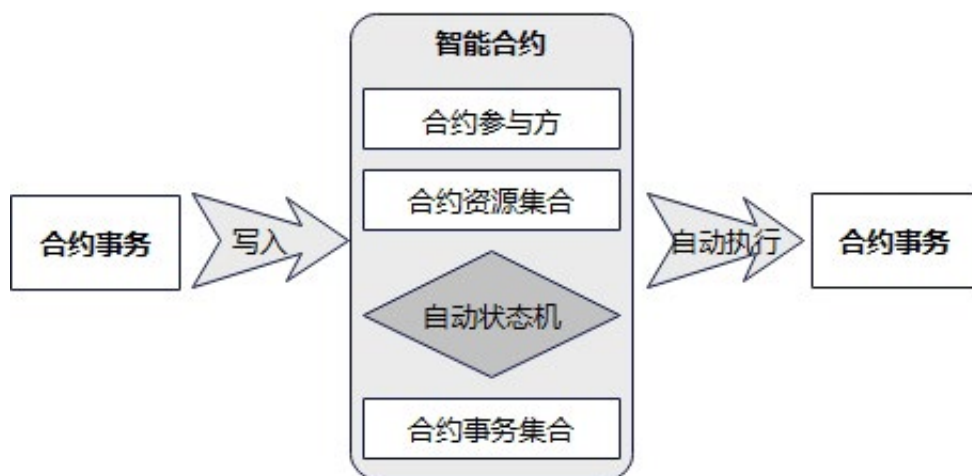 智能合约
合约参与方
合约资源集合
合约事务
写入
自动执行
合约事务
自动状态机
合约事务集合